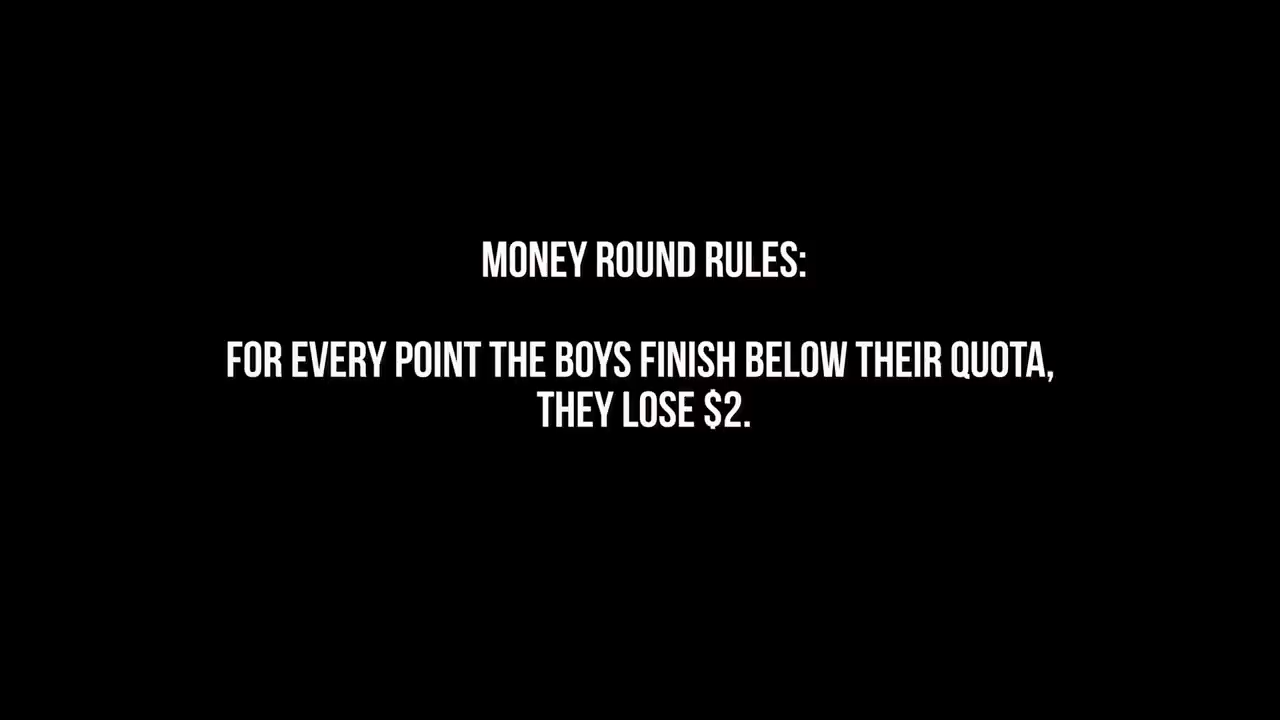 MONEY ROUND RULES:
FOR EVERY POINT THE BOYS FINISH BELOW THEIR QUOTA,
THEY LOSE $2.